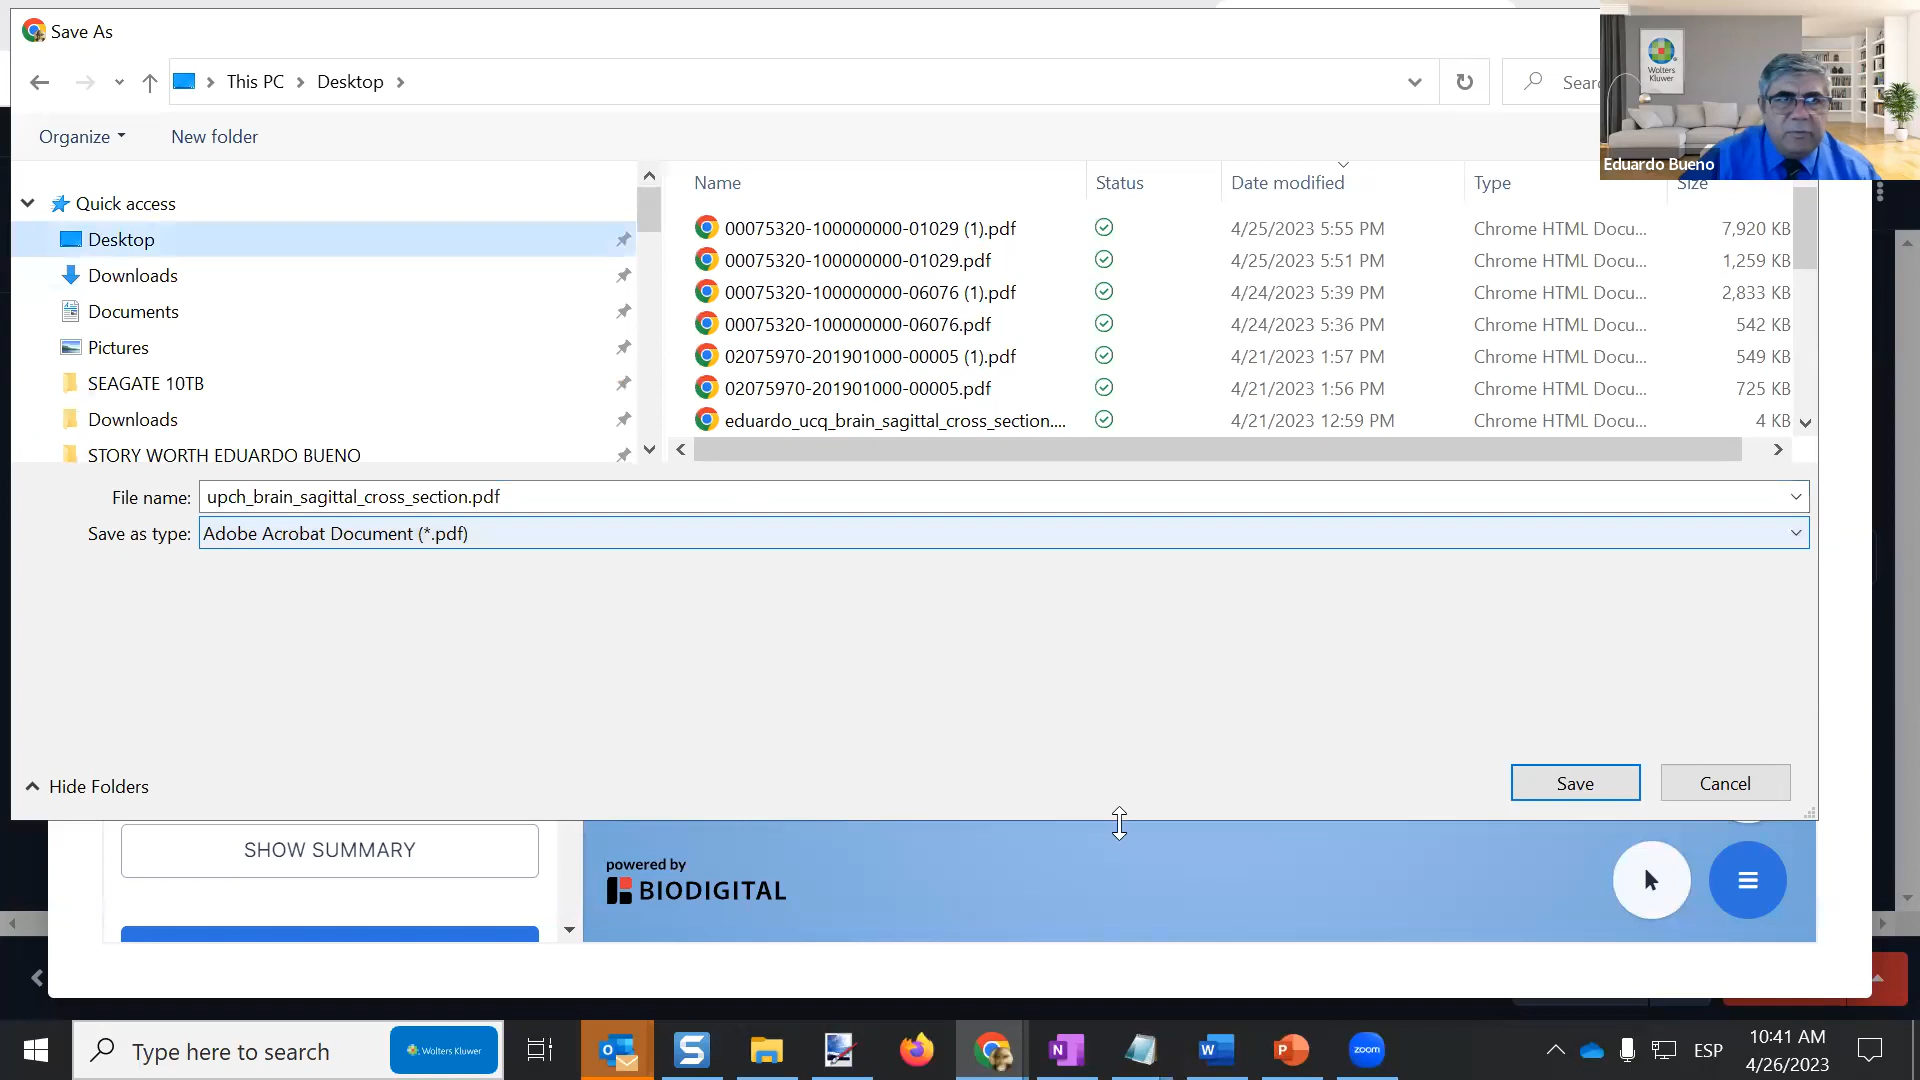 Save As
This PC
Desktop
Sear
Organize
New folder
Wolters
Kluwer
Eduardo Bueno
Quick access
Desktop
Downloads
Documents
Pictures
SEAGATE 10TB
Downloads
STORY WORTH EDUARDO BUENO
Name Status Date modified Type Size
00075320-100000000-01029 (1).pdf 4/25/2023 5:55 PM Chrome HTML Docu... 7,920 KB
00075320-100000000-01029.pdf 4/25/2023 5:51 PM Chrome HTML Docu... 1,259 KB
00075320-100000000-06076 (1).pdf 4/24/2023 5:39 PM Chrome HTML Docu... 2,833 KB
00075320-100000000-06076.pdf 4/24/2023 5:36 PM Chrome HTML Docu... 542 KB
02075970-201901000-00005 (1).pdf 4/21/2023 1:57 PM Chrome HTML Docu... 549 KB
02075970-201901000-00005.pdf 4/21/2023 1:56 PM Chrome HTML Docu... 725 KB
eduardo_ucq_brain_sagittal_cross_section.... 4/21/2023 12:59 PM Chrome HTML Docu... 4 KB
File name: upch_brain_sagittal_cross_section.pdf
Save as type: Adobe Acrobat Document (*.pdf)
Hide Folders
Save
Cancel
SHOW SUMMARY
powered by
BIODIGITAL
Type here to search
Wolters Kluwer
zoom
ESP
10:41 AM
4/26/2023